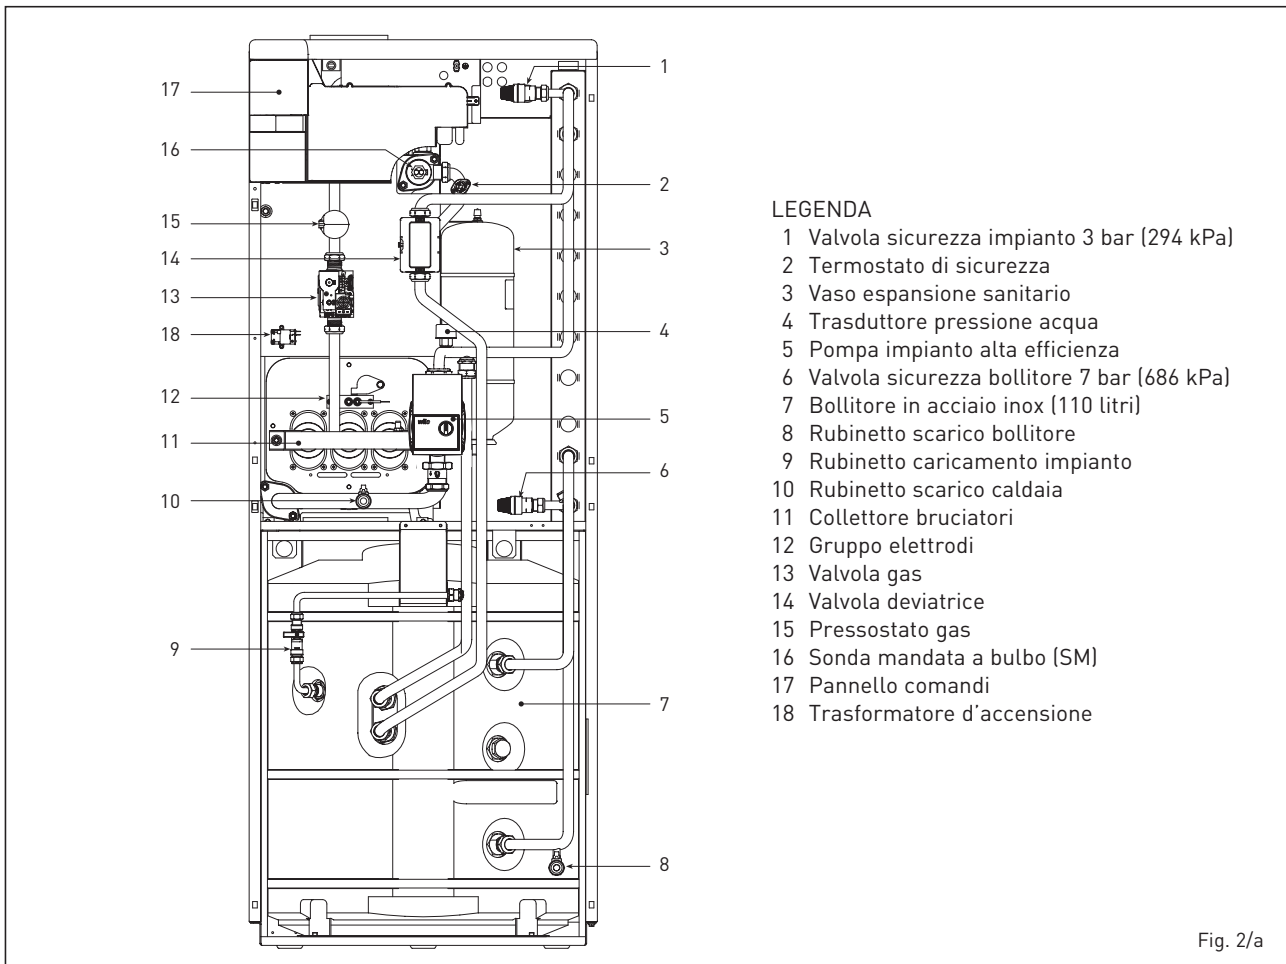 17
16
15
14
13
18
12
11
10
9
1
2
3
4
5
6
7
8
LEGENDA
1 Valvola sicurezza impianto 3 bar (294 kPa)
2 Termostato di sicurezza
3 Vaso espansione sanitario
4 Trasduttore pressione acqua
5 Pompa impianto alta efficienza
6 Valvola sicurezza bollitore 7 bar (686 kPa)
7 Bollitore in acciaio inox (110 litri)
8 Rubinetto scarico bollitore
9 Rubinetto caricamento impianto
10 Rubinetto scarico caldaia
11 Collettore bruciatori
12 Gruppo elettrodi
13 Valvola gas
14 Valvola deviatrice
15 Pressostato gas
16 Sonda mandata a bulbo (SM)
17 Pannello comandi
18 Trasformatore d'accensione
Fig. 2/a